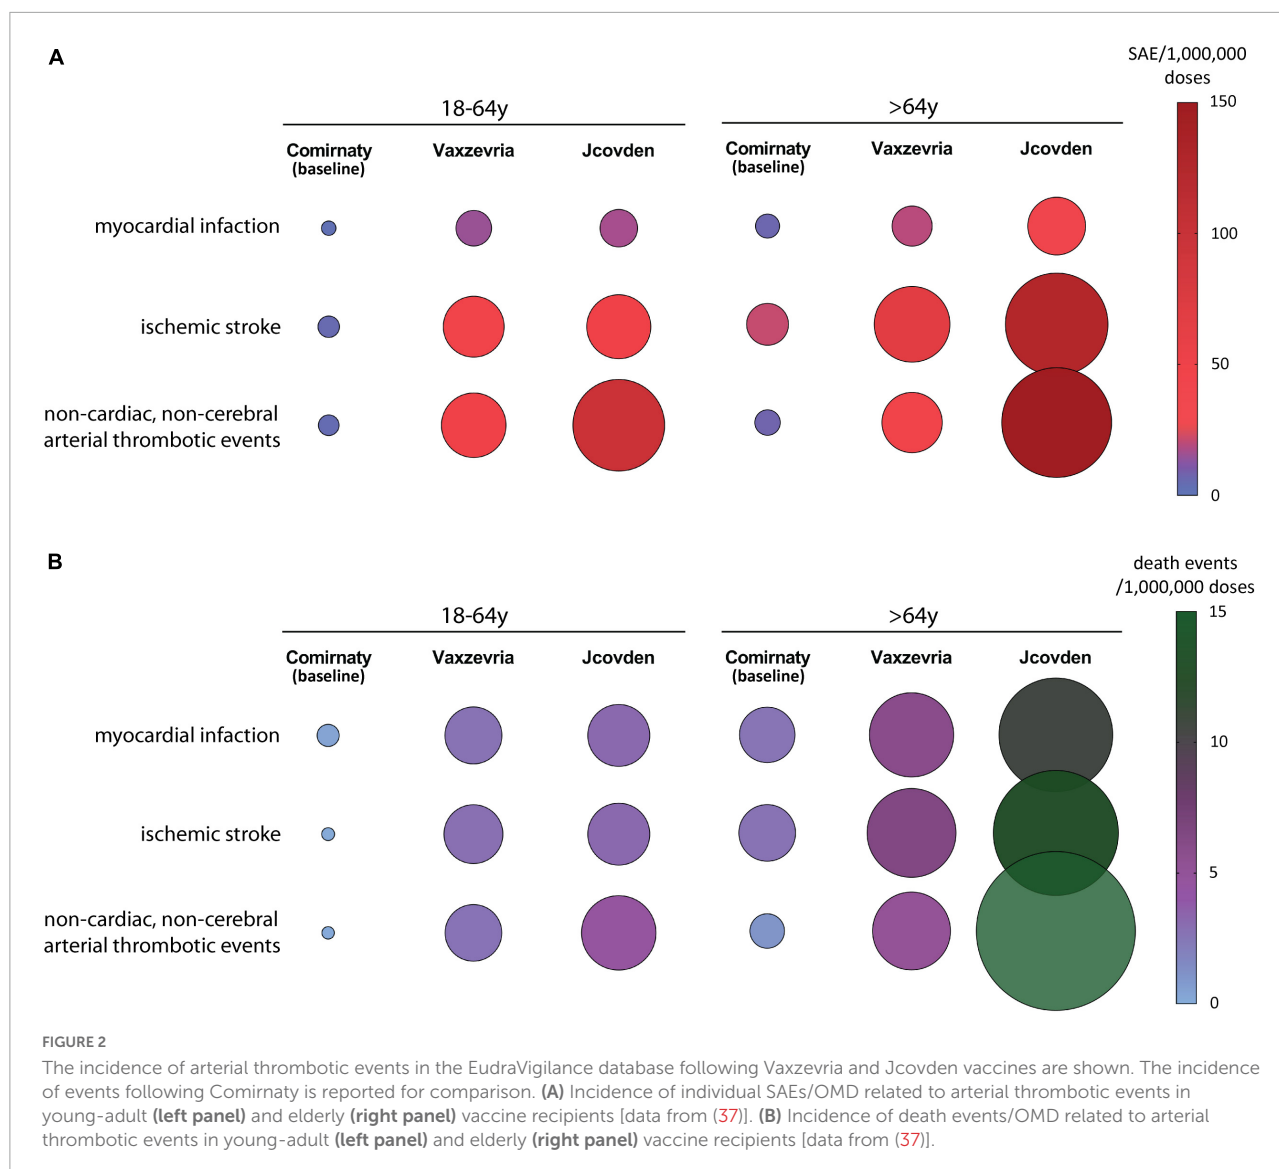 A
SAE/1,000,000
doses
18-64y
>64y
Comirnaty
(baseline)
Vaxzevria
Jcovden
Comirnaty
(baseline)
Vaxzevria
Jcovden
150
100
50
0
myocardial infaction
ischemic stroke
non-cardiac, non-cerebral
arterial thrombotic events
B
death events
/1,000,000 doses
18-64y
>64y
Comirnaty
(baseline)
Vaxzevria
Jcovden
Comirnaty
(baseline)
Vaxzevria
Jcovden
15
10
5
0
myocardial infaction
ischemic stroke
non-cardiac, non-cerebral
arterial thrombotic events
FIGURE 2
The incidence of arterial thrombotic events in the EudraVigilance database following Vaxzevria and Jcovden vaccines are shown. The incidence
of events following Comirnaty is reported for comparison. (A) Incidence of individual SAEs/OMD related to arterial thrombotic events in
young-adult (left panel) and elderly (right panel) vaccine recipients [data from (37)]. (B) Incidence of death events/OMD related to arterial
thrombotic events in young-adult (left panel) and elderly (right panel) vaccine recipients [data from (37)].